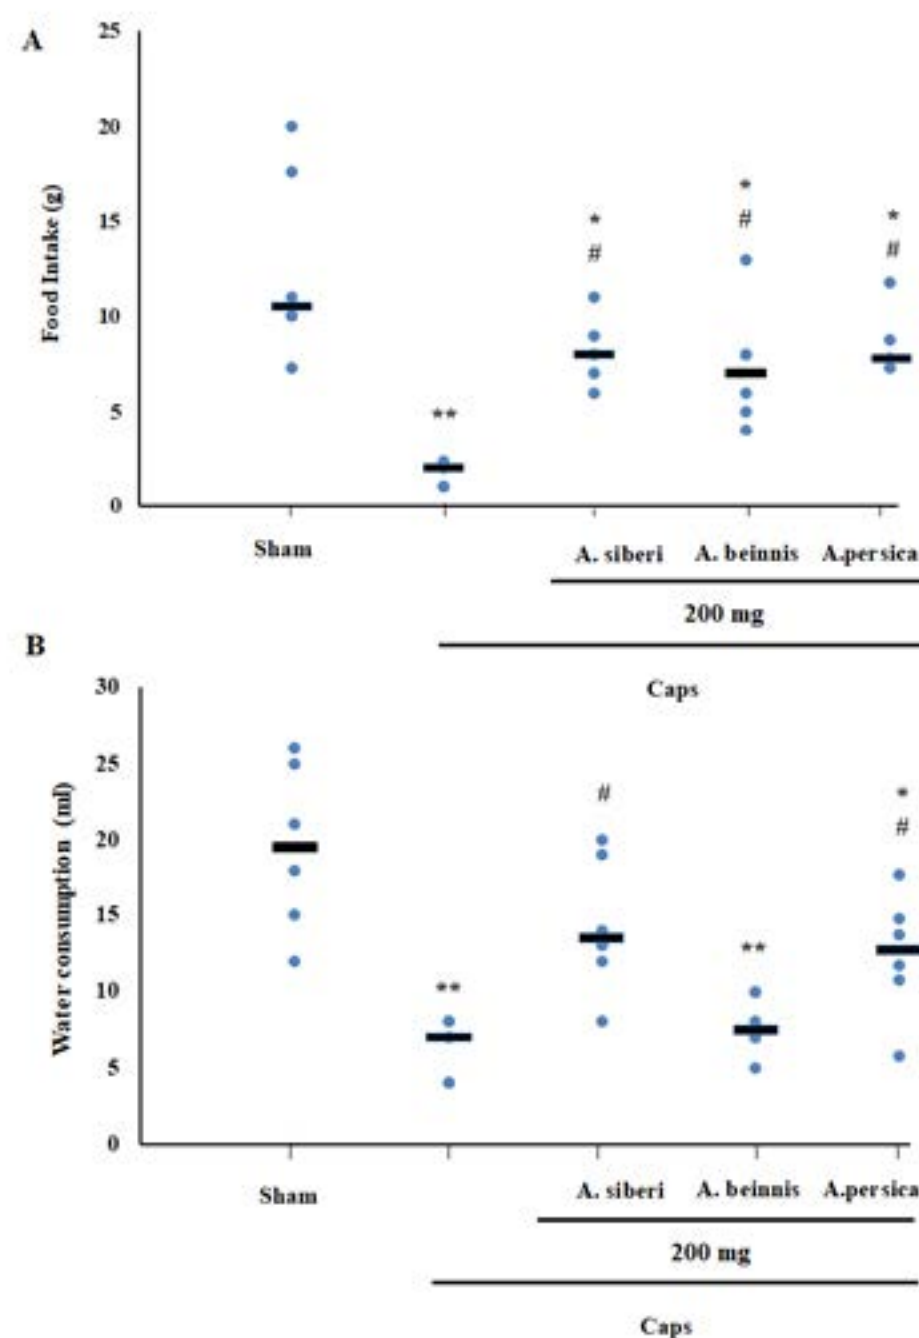 A
25
20
15
10
5
0
Food Intake (g)
**
*
#
*
#
*
#
Sham
A. siberi A. beinnis A.persica
200 mg
Caps
B
30
25
20
15
10
5
0
Water consumption (ml)
**
#
**
*
#
Sham
A. siberi A. beinnis A.persica
200 mg
Caps